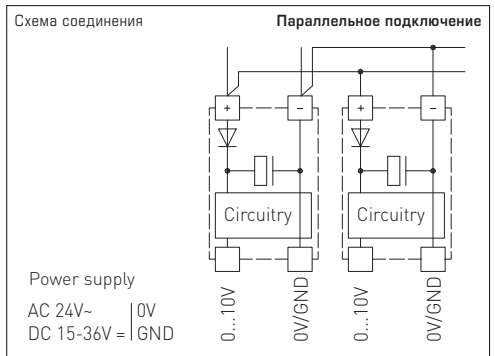 Схема соединения
Параллельное подключение
+ − + −
Circuitry Circuitry
Power supply
AC 24V~ 0V
DC 15-36V = GND
0...10V
0V/GND
0...10V
0V/GND